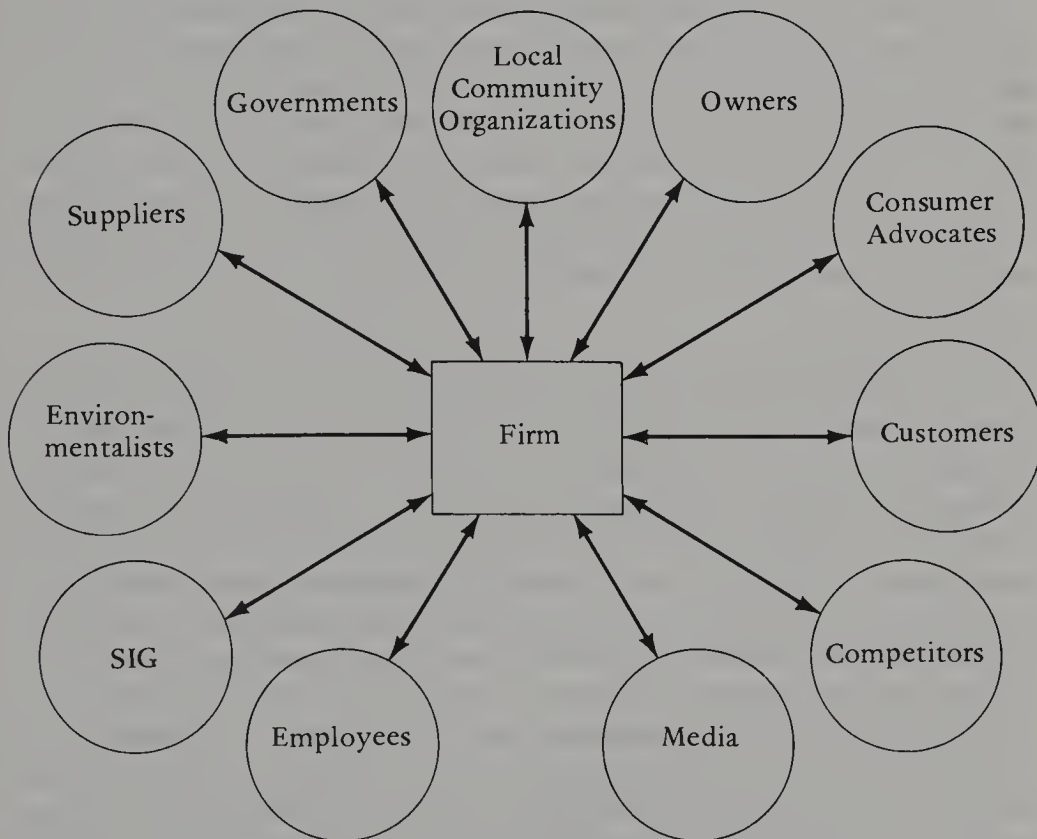 Governments
Local
Community
Organizations
Owners
Suppliers
Consumer
Advocates
Environ-
mentalists
Firm
Customers
SIG
Competitors
Employees
Media